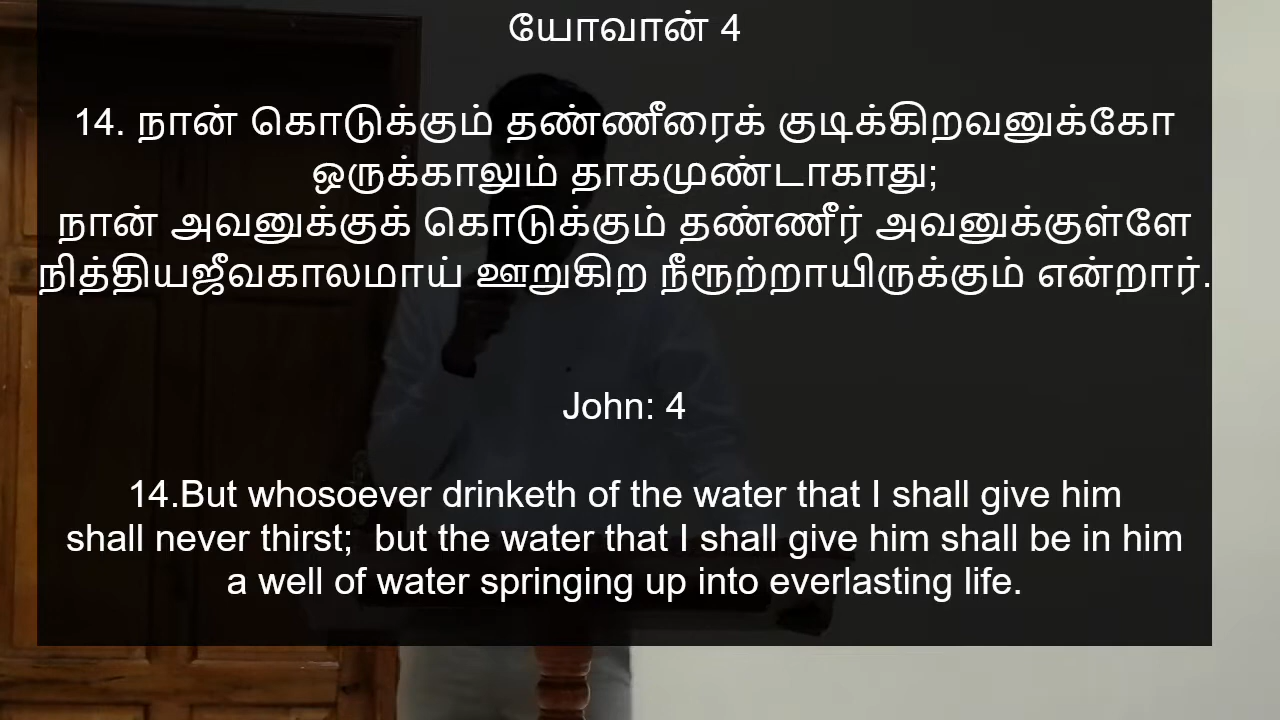 யோவான் 4
14. நான் கொடுக்கும் தண்ணீரைக் குடிக்கிறவனுக்கோ
ஒருக்காலும் தாகமுண்டாகாது;
நான் அவனுக்குக் கொடுக்கும் தண்ணீர் அவனுக்குள்ளே
நித்தியஜீவகாலமாய் ஊறுகிற நீரூற்றாயிருக்கும் என்றார்.
John: 4
14.But whosoever drinketh of the water that I shall give him
shall never thirst;  but the water that I shall give him shall be in him
a well of water springing up into everlasting life.